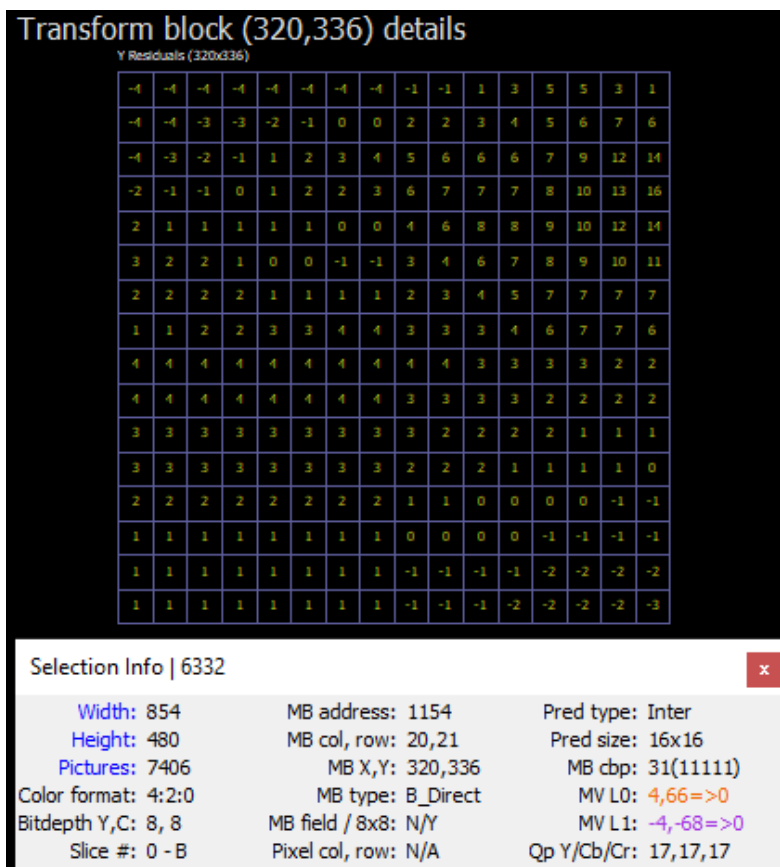 Transform block (320,336) details
Y Residuals (320x336)
-4 -4 -4 -4 -4 -4 -4 -4 -1 -1 1 3 5 5 3 1
-4 -4 -3 -3 -2 -1 0 0 2 2 3 4 5 6 7 6
-4 -3 -2 -1 1 2 3 4 5 6 6 6 7 9 12 14
-2 -1 -1 0 1 2 2 3 6 7 7 7 8 10 13 16
2 1 1 1 1 1 0 0 4 6 8 8 9 10 12 14
3 2 2 1 0 0 -1 -1 3 4 6 7 8 9 10 11
2 2 2 2 1 1 1 1 2 3 4 5 7 7 7 7
1 1 2 2 3 3 4 4 3 3 3 4 6 7 7 6
4 4 4 4 4 4 4 4 4 4 3 3 3 3 2 2
4 4 4 4 4 4 4 4 3 3 3 3 2 2 2 2
3 3 3 3 3 3 3 3 3 2 2 2 2 1 1 1
3 3 3 3 3 3 3 3 2 2 2 1 1 1 1 0
2 2 2 2 2 2 2 2 1 1 0 0 0 0 -1 -1
1 1 1 1 1 1 1 1 0 0 0 0 -1 -1 -1 -1
1 1 1 1 1 1 1 1 -1 -1 -1 -1 -2 -2 -2 -2
1 1 1 1 1 1 1 1 -1 -1 -1 -2 -2 -2 -2 -3
Selection Info | 6332
x
Width: 854 MB address: 1154 Pred type: Inter
Height: 480 MB col, row: 20,21 Pred size: 16x16
Pictures: 7406 MB X,Y: 320,336 MB cbp: 31(11111)
Color format: 4:2:0 MB type: B_Direct MV L0: 4,66=>0
Bitdepth Y,C: 8, 8 MB field / 8x8: N/Y MV L1: -4,-68=>0
Slice #: 0 - B Pixel col, row: N/A Qp Y/Cb/Cr: 17,17,17